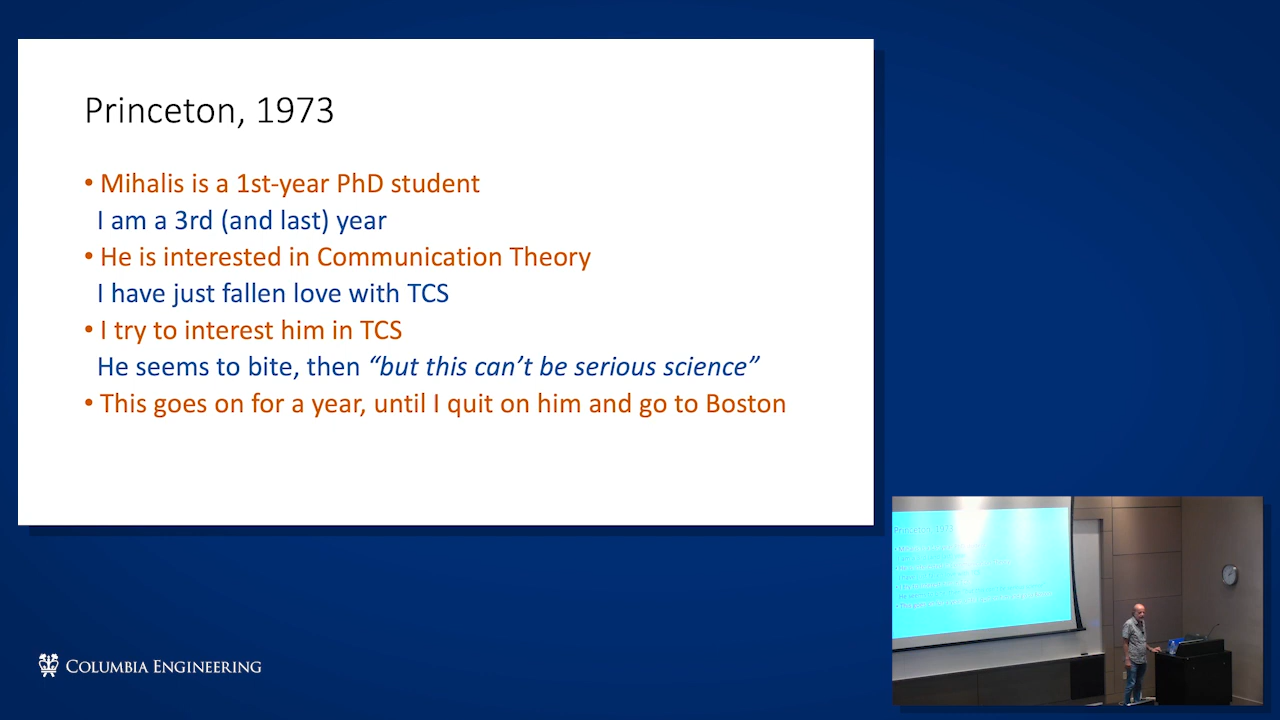 Princeton, 1973
• Mihalis is a 1st-year PhD student
I am a 3rd (and last) year
• He is interested in Communication Theory
I have just fallen love with TCS
• I try to interest him in TCS
He seems to bite, then “but this can’t be serious science”
• This goes on for a year, until I quit on him and go to Boston
COLUMBIA ENGINEERING
Princeton, 1973